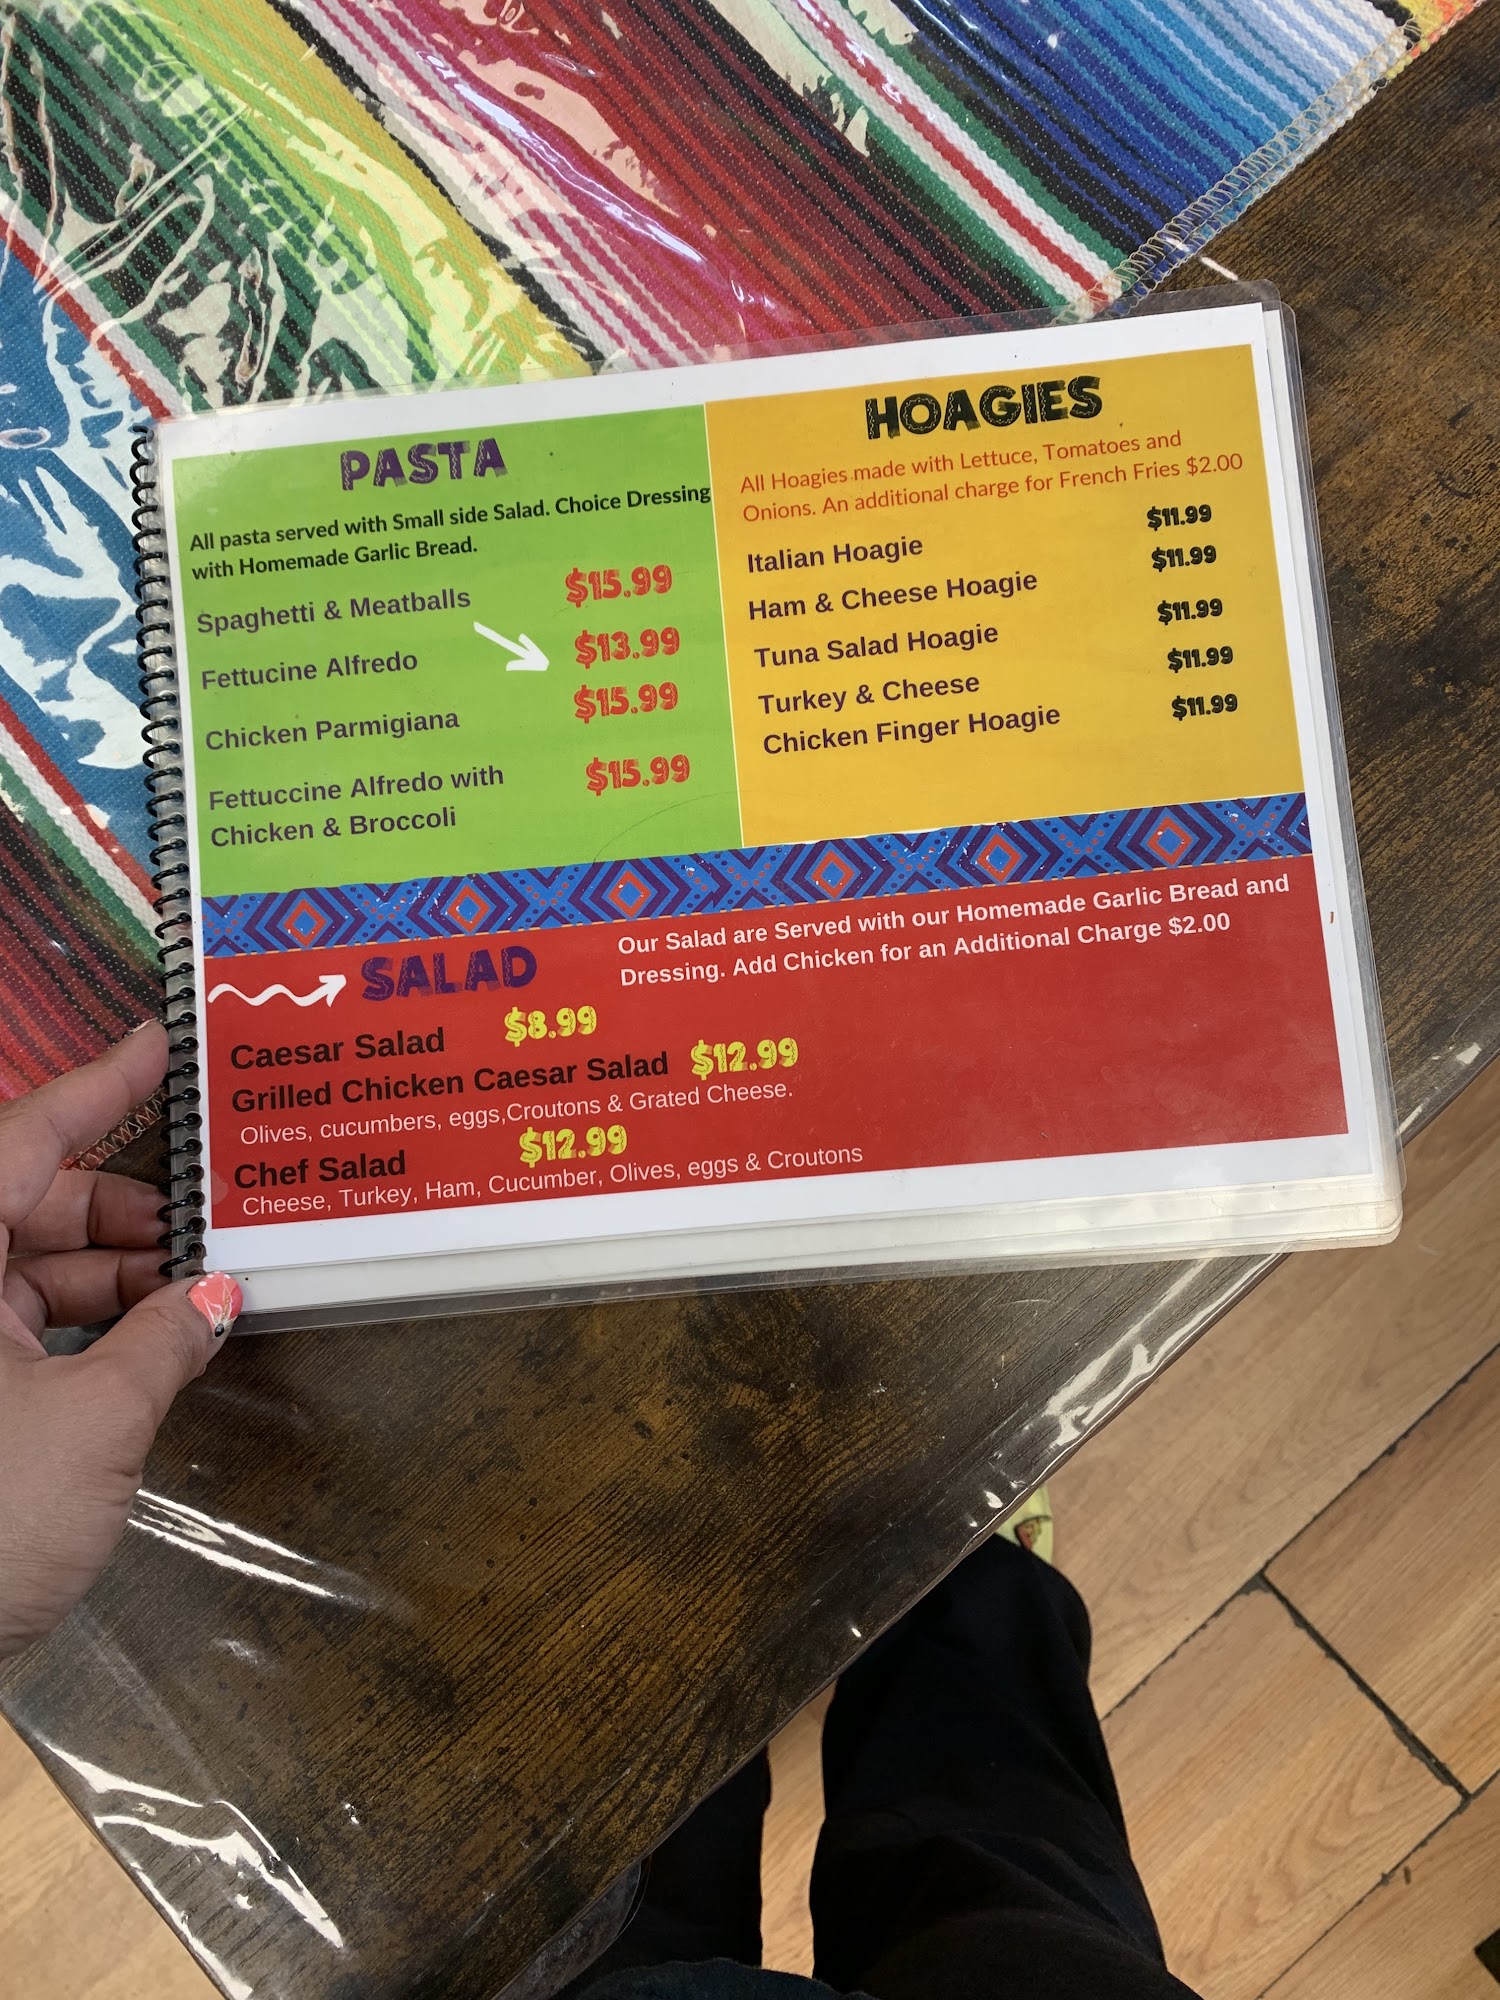 PASTA
All pasta served with Small side Salad. Choice Dressing
with Homemade Garlic Bread.
Spaghetti & Meatballs $15.99
Fettucine Alfredo $13.99
Chicken Parmigiana $15.99
Fettuccine Alfredo with $15.99
Chicken & Broccoli
HOAGIES
All Hoagies made with Lettuce, Tomatoes and
Onions. An additional charge for French Fries $2.00
Italian Hoagie $11.99
Ham & Cheese Hoagie $11.99
Tuna Salad Hoagie $11.99
Turkey & Cheese $11.99
Chicken Finger Hoagie $11.99
SALAD
Our Salad are Served with our Homemade Garlic Bread and
Dressing. Add Chicken for an Additional Charge $2.00
Caesar Salad $8.99
Grilled Chicken Caesar Salad $12.99
Olives, cucumbers, eggs,Croutons & Grated Cheese.
Chef Salad $12.99
Cheese, Turkey, Ham, Cucumber, Olives, eggs & Croutons